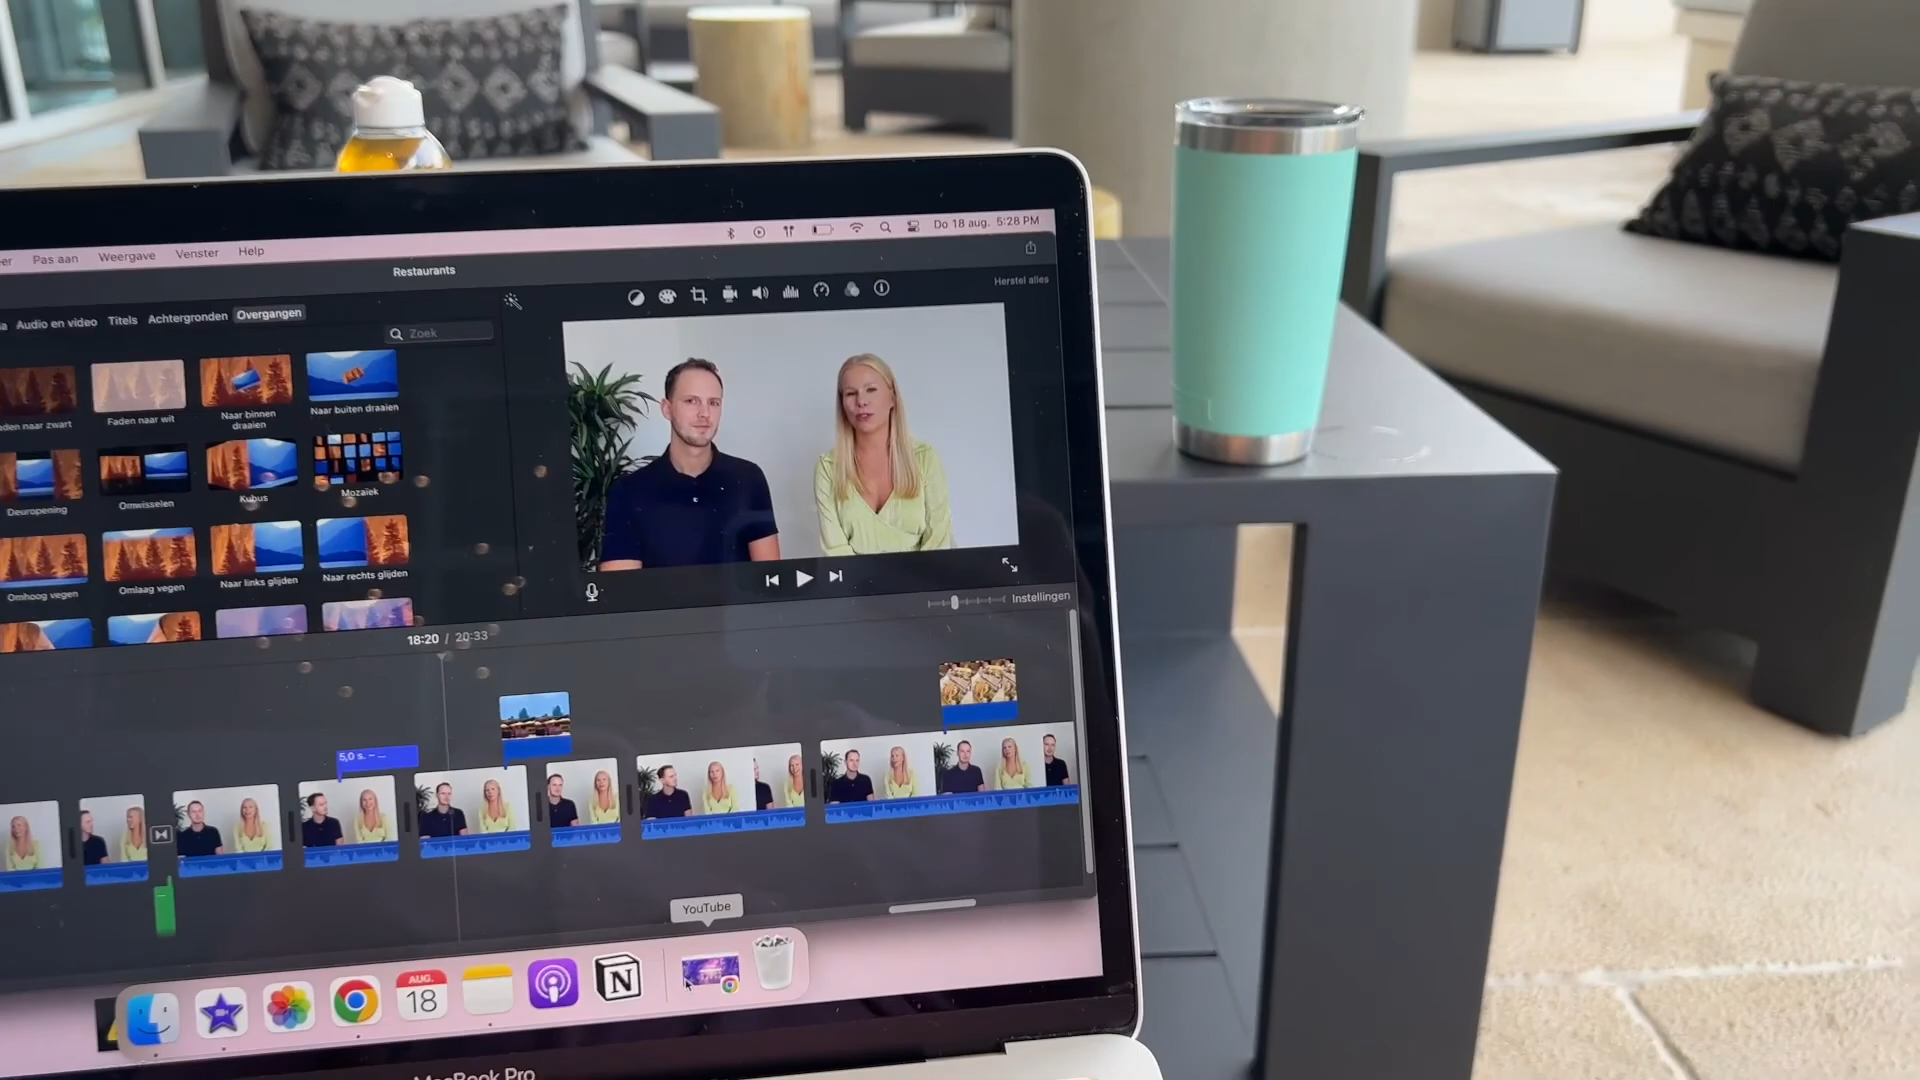 Pas aan Weergave Venster Help
Do 18 aug. 5:28 PM
Restaurants
Herstel alles
Audio en video Titels Achtergronden Overgangen
Zoek
Faden naar wit
Naar binnen draaien
Naar buiten draaien
Deuropening
Omwisselen
Kubus
Mozaïek
Omhoog vegen
Omlaag vegen
Naar links glijden
Naar rechts glijden
Instellingen
18:20 / 20:33
5,0 s. –
YouTube
AUG.
18
N
MacBook Pro